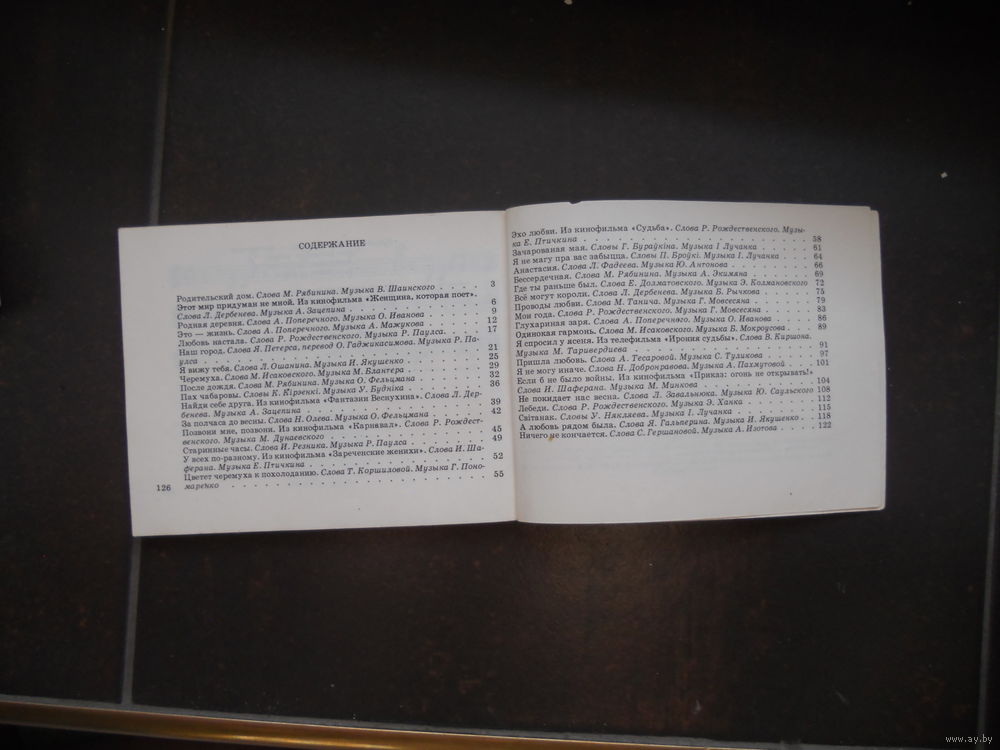 СОДЕРЖАНИЕ
Родительский дом. Слова М. Рябинина. Музыка В. Шаинского . . . . 3
Этот мир придуман не мной. Из кинофильма «Женщина, которая поет».
Слова Л. Дербенева. Музыка А. Зацепина . . . . 6
Родная деревня. Слова А. Поперечного. Музыка О. Иванова . . . . 9
Это — жизнь. Слова А. Поперечного. Музыка А. Мажукова . . . . 12
Любовь настала. Слова Р. Рождественского. Музыка Р. Паулса . . . . 17
Наш город. Слова Я. Петерса, перевод О. Гаджикасимова. Музыка Р. Па-
улса . . . . 21
Я вижу тебя. Слова Л. Ошанина. Музыка И. Якушенко . . . . 25
Черемуха. Слова М. Исаковского. Музыка М. Блантера . . . . 29
После дождя. Слова М. Рябинина. Музыка О. Фельцмана . . . . 32
Пах чабаровы. Словы К. Кірэенкі. Музыка У. Будніка . . . . 36
Найди себе друга. Из кинофильма «Фантазии Веснухина». Слова Л. Дер-
бенева. Музыка А. Зацепина . . . . 39
За полчаса до весны. Слова Н. Олева. Музыка О. Фельцмана . . . . 42
Позвони мне, позвони. Из кинофильма «Карнавал». Слова Р. Рождест-
венского. Музыка М. Дунаевского . . . . 45
Старинные часы. Слова И. Резника. Музыка Р. Паулса . . . . 49
У всех по-разному. Из кинофильма «Зареченские женихи». Слова И. Ша-
ферана. Музыка Е. Птичкина . . . . 52
Цветет черемуха к похолоданию. Слова Т. Коршиловой. Музыка Г. Поно-
маренко . . . . 55
126
Эхо любви. Из кинофильма «Судьба». Слова Р. Рождественского. Музы-
ка Е. Птичкина . . . . 58
Зачарованая мая. Словы Г. Бураўкіна. Музыка І Лучанка . . . . 61
Я не магу пра вас забыцца. Словы П. Броўкі. Музыка І. Лучанка . . . . 64
Анастасия. Слова Л. Фадеева. Музыка Ю. Антонова . . . . 66
Бессердечная. Слова М. Рябинина. Музыка А. Экимяна . . . . 69
Где ты раньше был. Слова Е. Долматовского. Музыка Э. Колмановского 72
Всё могут короли. Слова Л. Дербенева. Музыка Б. Рычкова . . . . 75
Проводы любви. Слова М. Танича. Музыка Г. Мовсесяна . . . . 79
Мои года. Слова Р. Рождественского. Музыка Г. Мовсесяна . . . . 83
Глухариная заря. Слова А. Поперечного. Музыка О. Иванова . . . . 86
Одинокая гармонь. Слова М. Исаковского. Музыка Б. Мокроусова . . . . 89
Я спросил у ясеня. Из телефильма «Ирония судьбы». Слова В. Киршона.
Музыка М. Таривердиева . . . . 91
Пришла любовь. Слова А. Тесаровой. Музыка С. Туликова . . . . 97
Я не могу иначе. Слова Н. Добронравова. Музыка А. Пахмутовой . . . . 101
Если б не было войны. Из кинофильма «Приказ: огонь не открывать!»
Слова И. Шаферана. Музыка М. Минкова . . . . 104
Не покидает нас весна. Слова Л. Завальнюка. Музыка Ю. Саульского 108
Лебеди. Слова Р. Рождественского. Музыка Э. Ханка . . . . 112
Світанак. Словы У. Някляева. Музыка І. Лучанка . . . . 115
А любовь рядом была. Слова Я. Гальперина. Музыка И. Якушенко . . . . 118
Ничего не кончается. Слова С. Гершановой. Музыка А. Изотова . . . . 122
www.ay.by